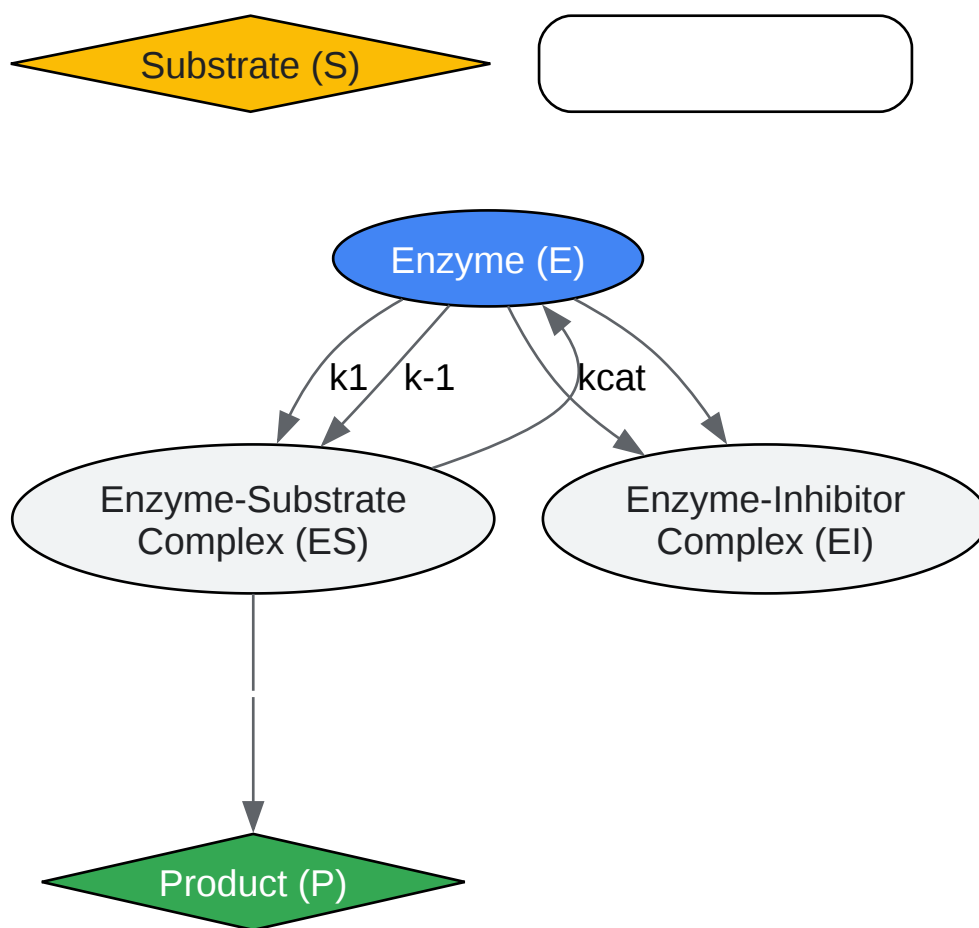 Substrate (S)
Enzyme (E)
k1
k-1
kcat
Enzyme-Substrate
Complex (ES)
Enzyme-Inhibitor
Complex (EI)
Product (P)